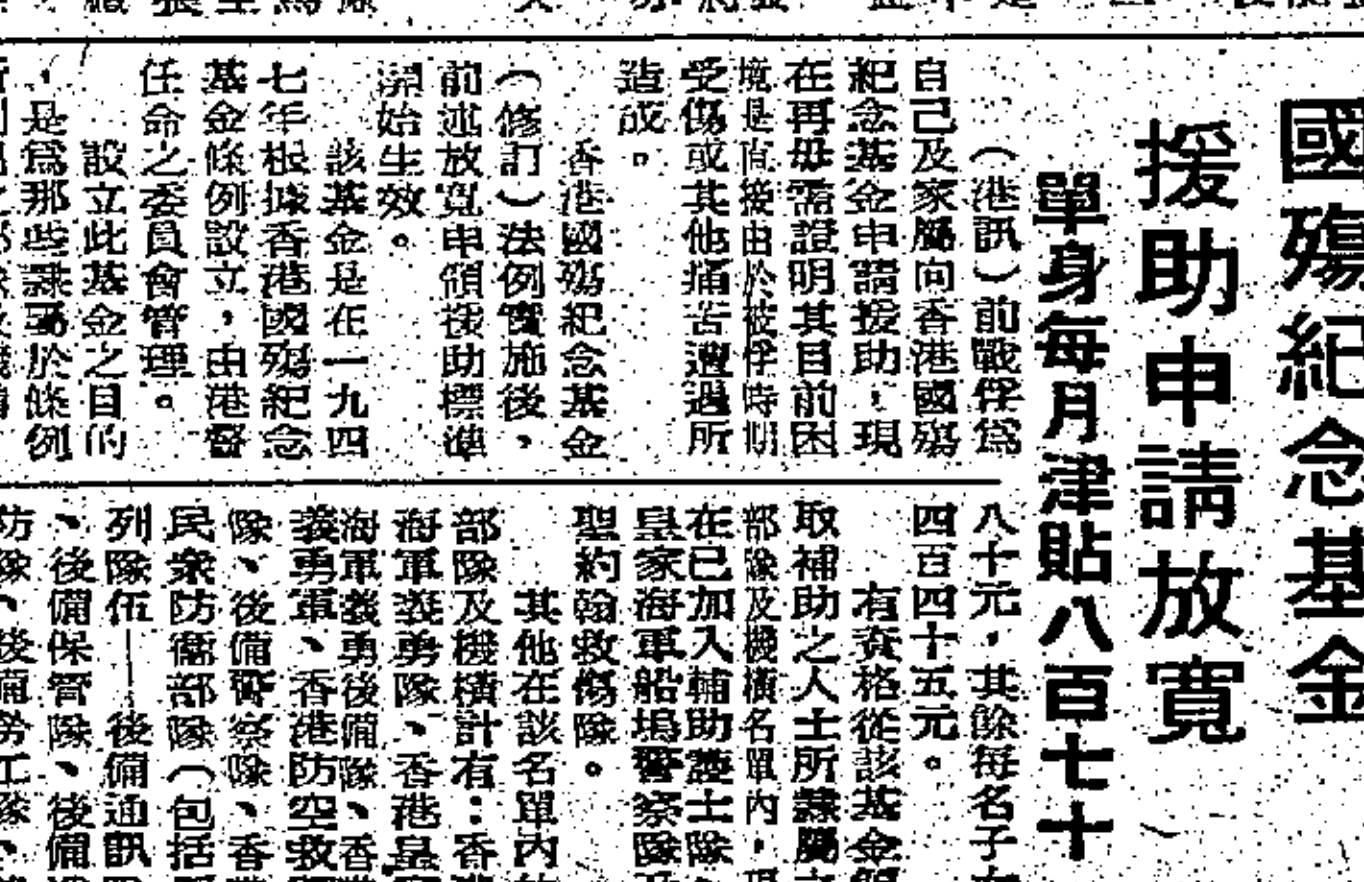 國殤紀念基金
援助申請放寬
單身每月津貼八百七十
（港訊）前戰俘爲
自己及家屬向香港國殤
紀念基金申請援助，現
在再毋需證明其目前困
境是直接由於被俘時期
受傷或其他痛苦遭遇所
造成。
香港國殤紀念基金
（修訂）法例實施後，
前述放寬申領援助標準
開始生效。
該基金是在一九四
七年根據香港國殤紀念
基金條例設立，由港督
任命之委員會管理。
設立此基金之目的
，是爲那些隸屬於條例
八十元，其餘每名子女
四百四十五元。
有資格從該基金領
取補助之人士所隸屬之
部隊及機構名單內，現
在已加入輔助護士隊、
皇家海軍船塢警察隊及
聖約翰救傷隊。
其他在該名單內的
部隊及機構計有：香港
海軍義勇隊、香港皇家
海軍義勇後備隊、香港
義勇軍、香港防空救護
隊、後備警察隊、香港
民衆防衞部隊（包括
列隊伍——後備通訊隊
、後備保管隊、後備
防隊、後備勞工隊、